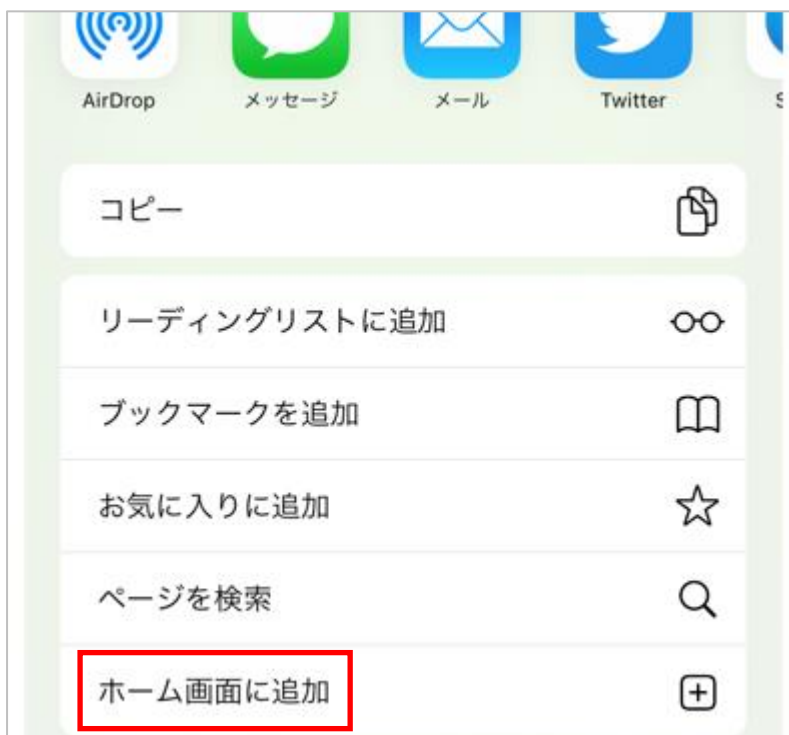 AirDrop メッセージ メール Twitter S
コピー
リーディングリストに追加
ブックマークを追加
お気に入りに追加
ページを検索
ホーム画面に追加